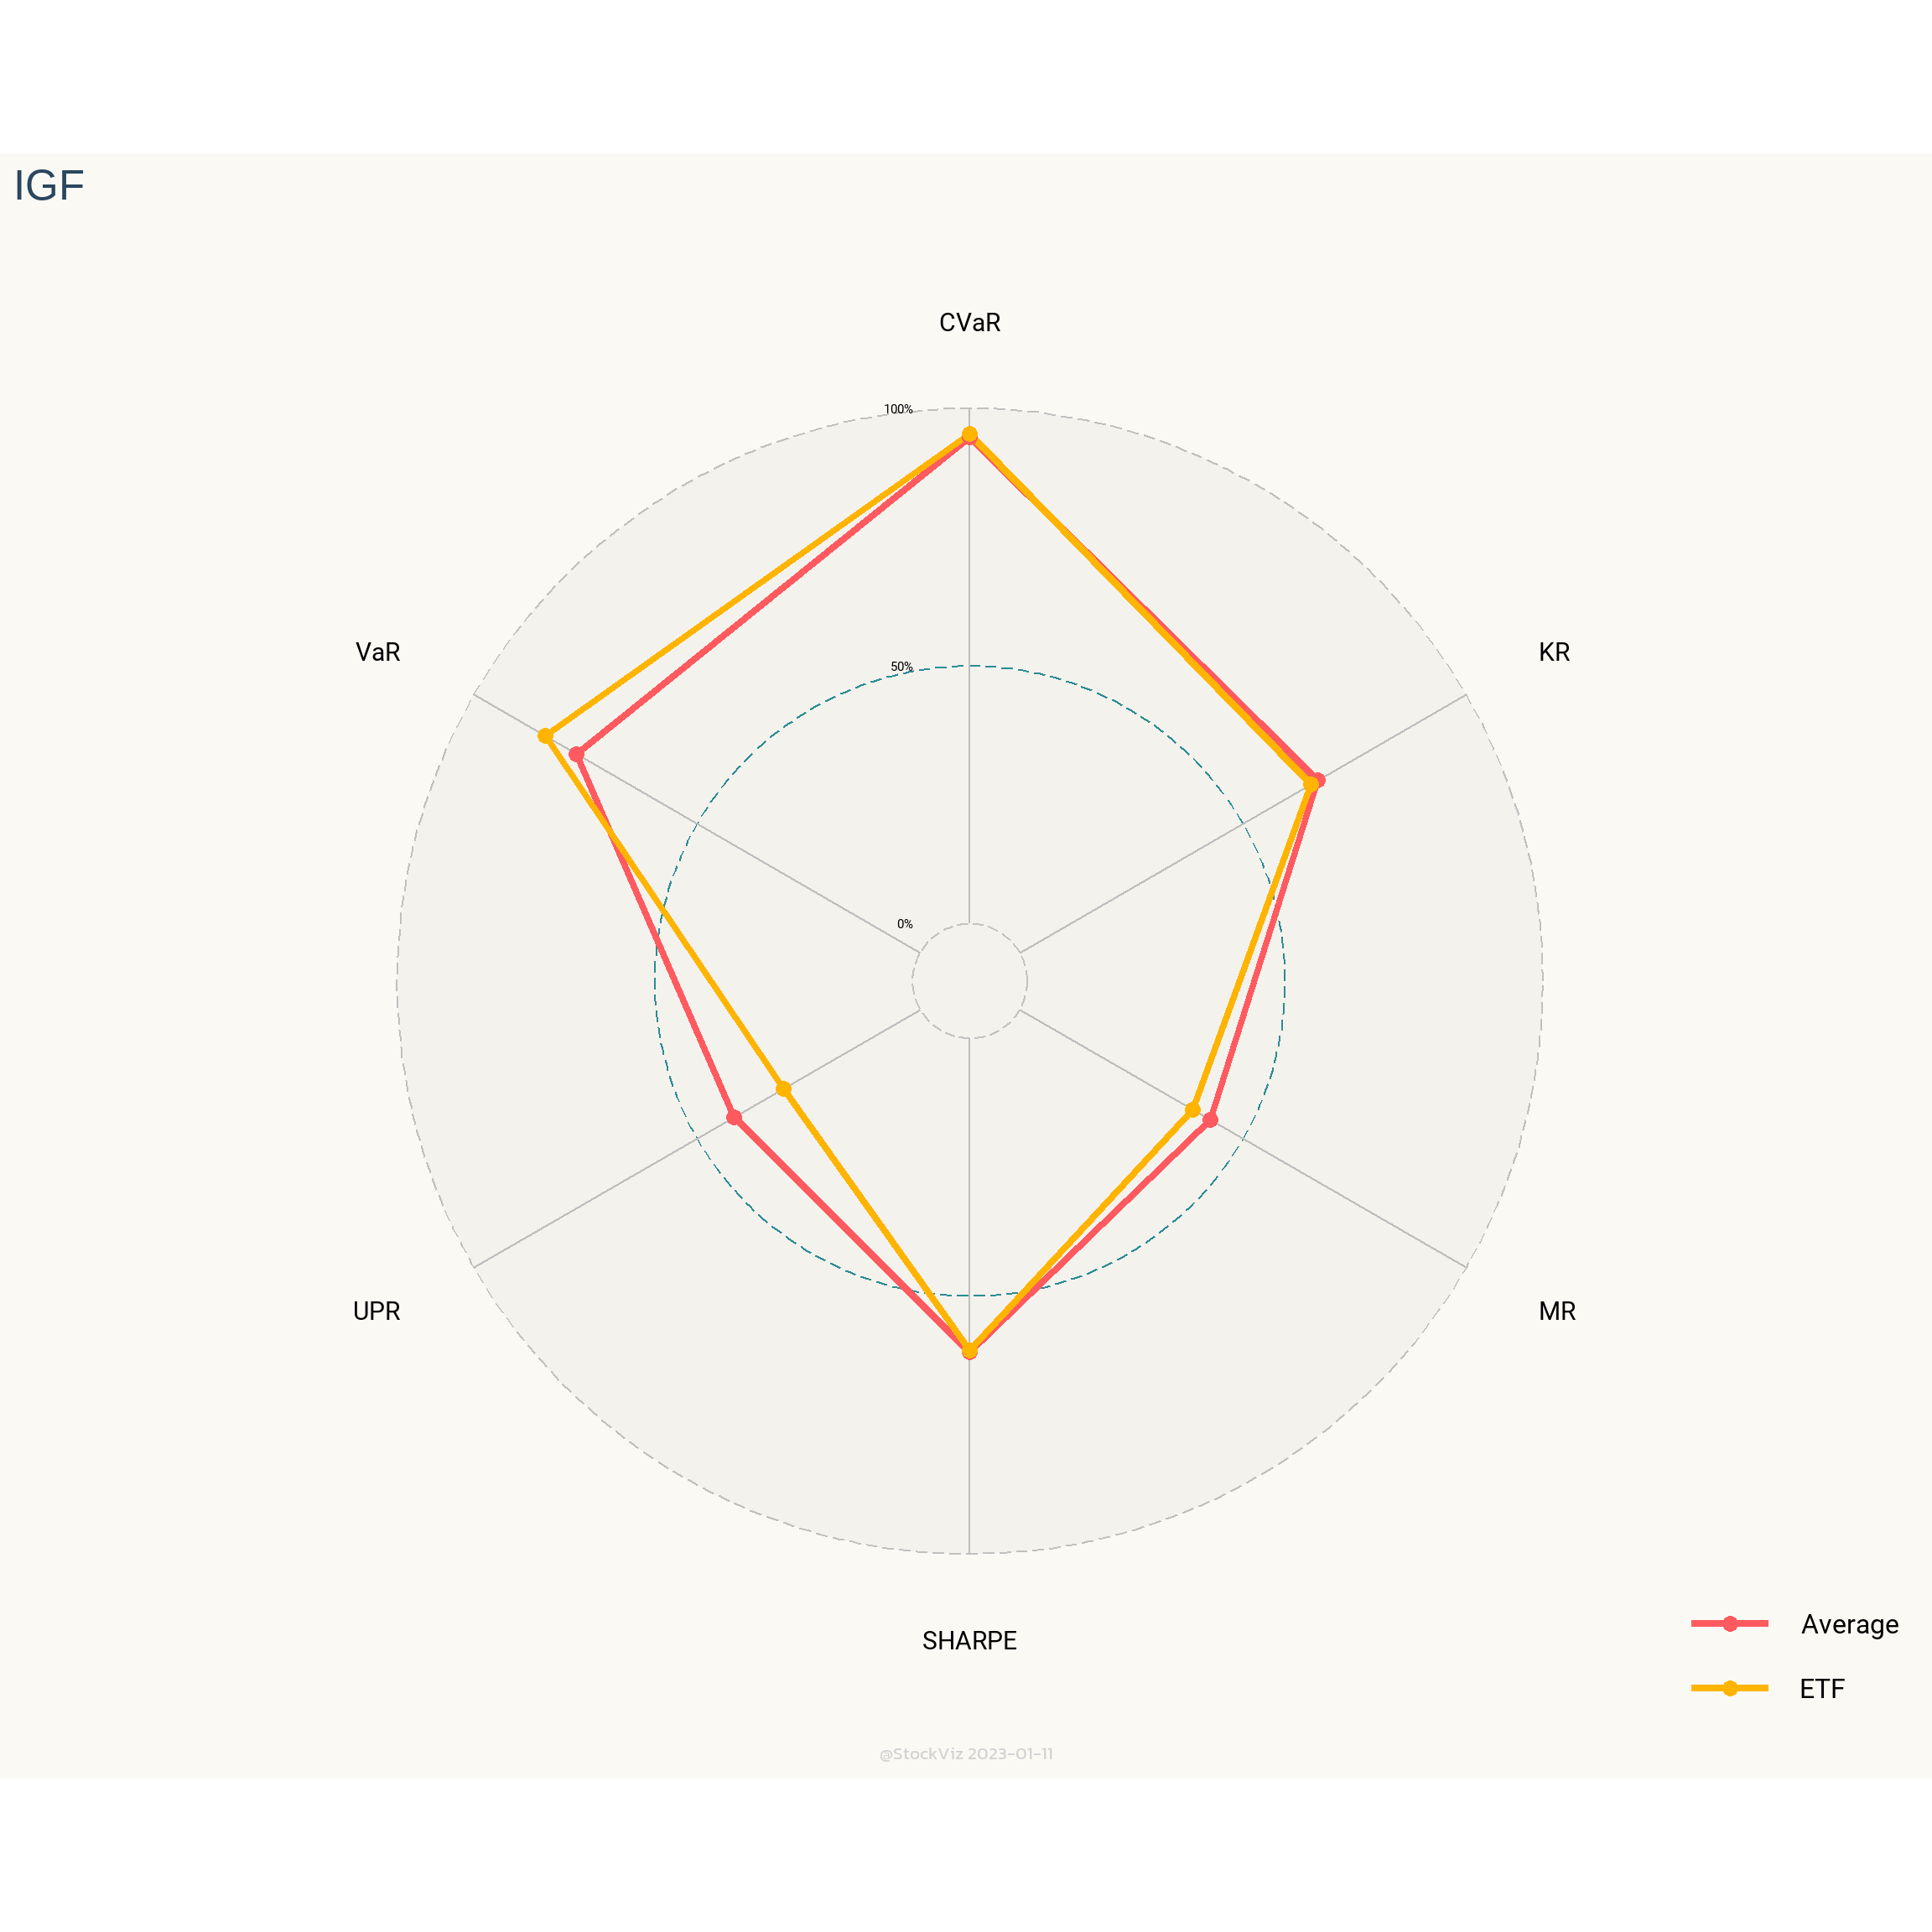 IGF
CVaR
100%
VaR
KR
50%
0%
UPR
MR
SHARPE
Average
ETF
@StockViz 2023-01-11